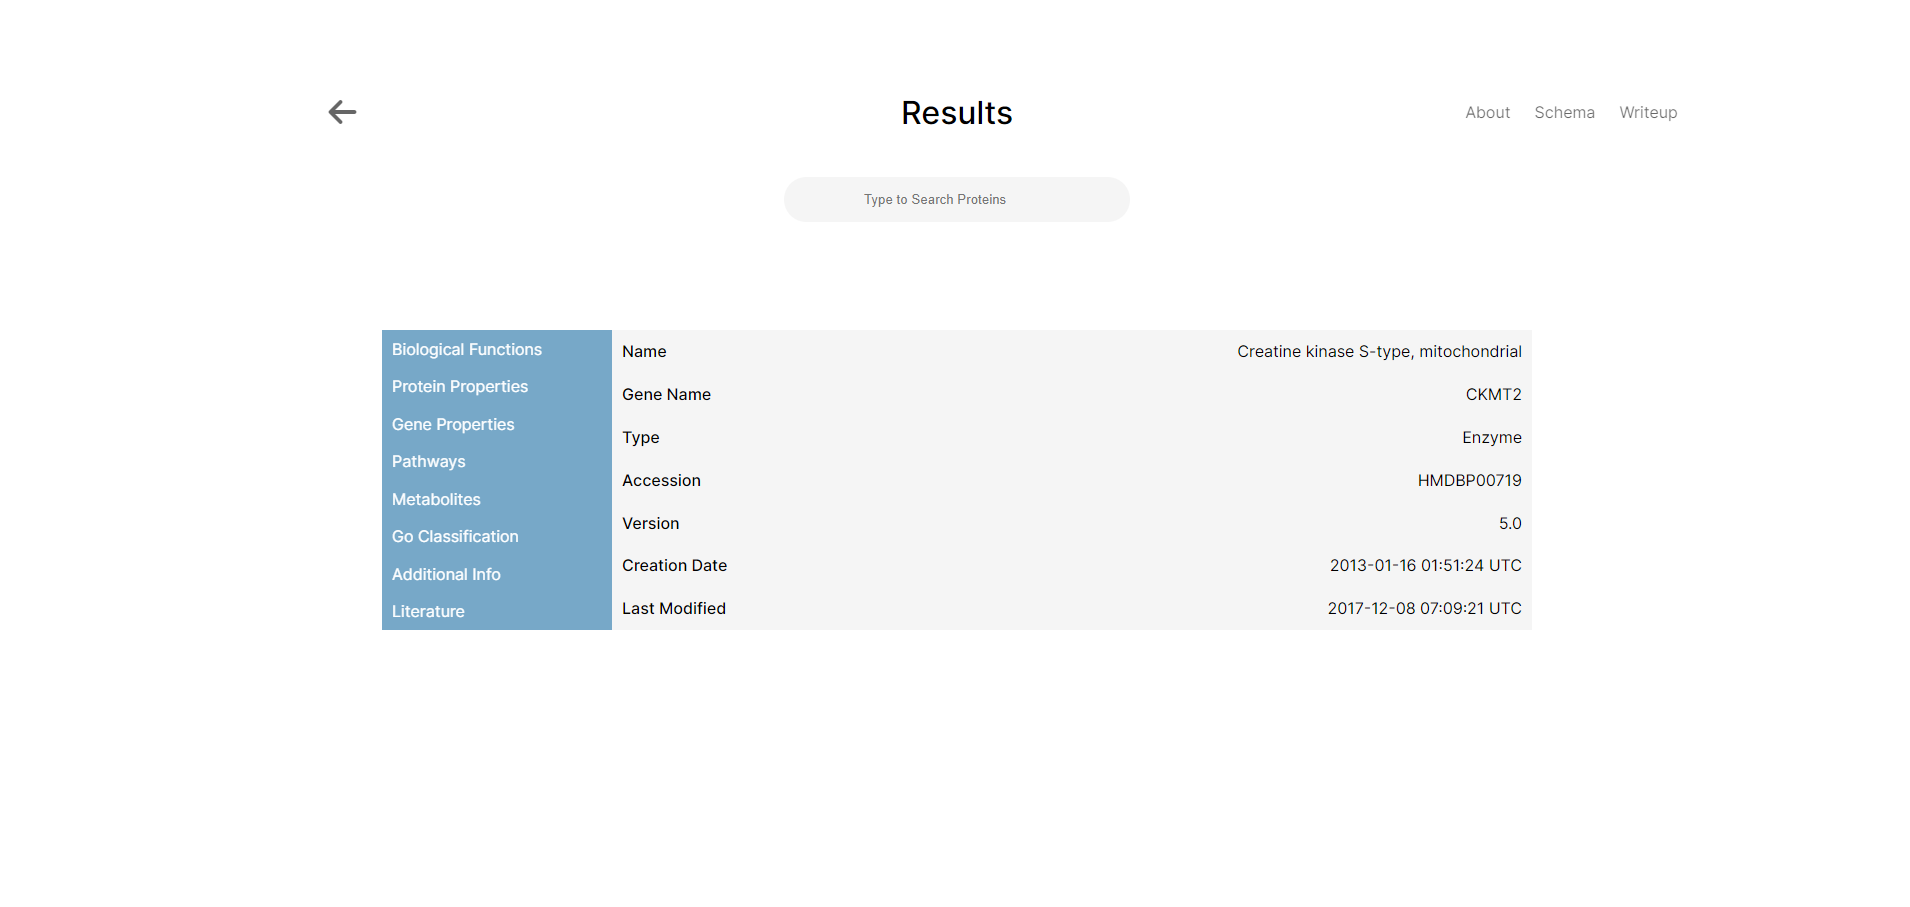 Results
About Schema Writeup
Type to Search Proteins
Biological Functions
Protein Properties
Gene Properties
Pathways
Metabolites
Go Classification
Additional Info
Literature
Name Creatine kinase S-type, mitochondrial
Gene Name CKMT2
Type Enzyme
Accession HMDBP00719
Version 5.0
Creation Date 2013-01-16 01:51:24 UTC
Last Modified 2017-12-08 07:09:21 UTC